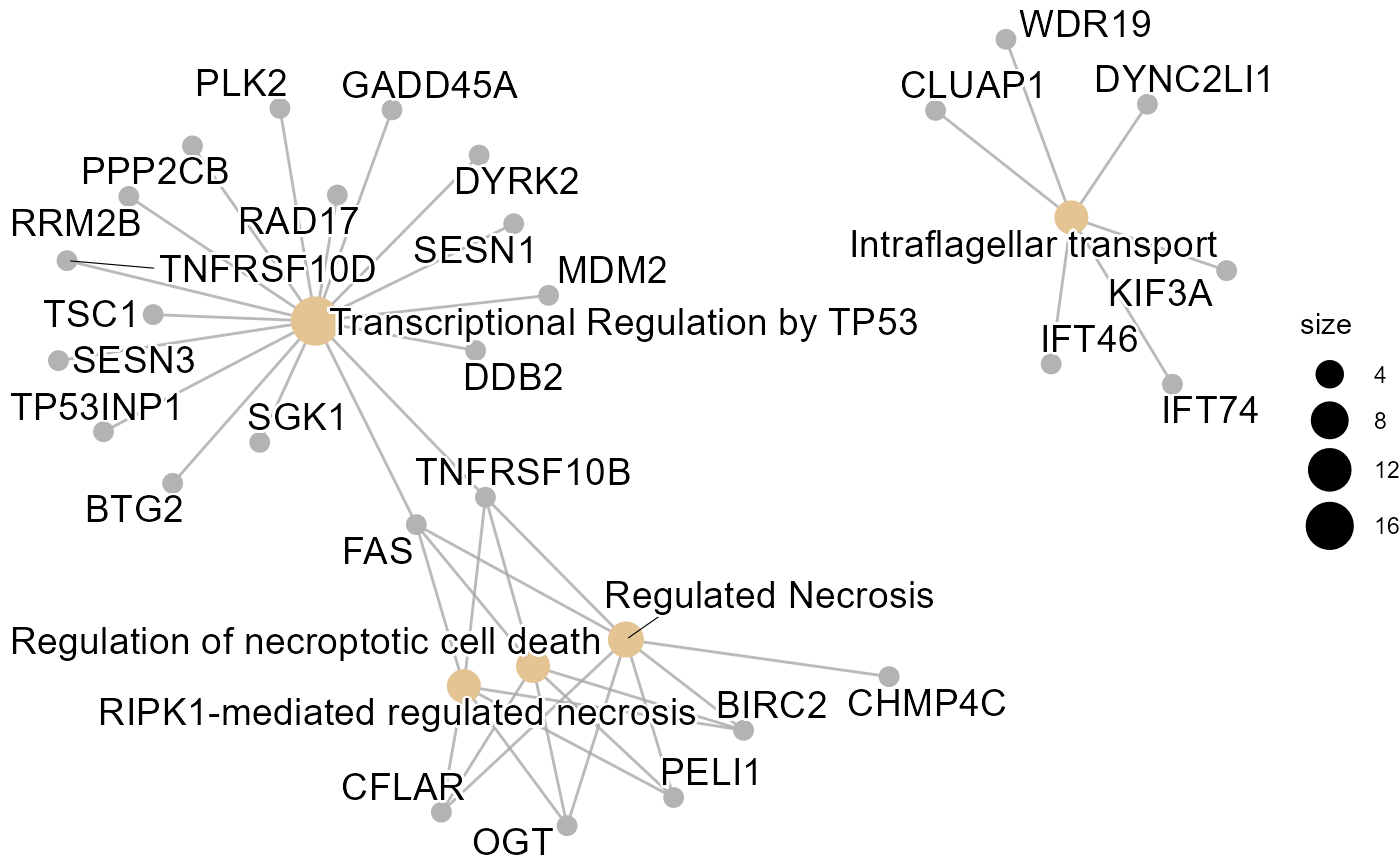 WDR19
PLK2
GADD45A
CLUAP1
DYNC2LI1
PPP2CB
DYRK2
RRM2B
RAD17
SESN1
Intraflagellar transport
TNFRSF10D
MDM2
KIF3A
TSC1
Transcriptional Regulation by TP53
size
IFT46
SESN3
DDB2
4
TP53INP1
SGK1
IFT74
8
TNFRSF10B
12
BTG2
16
FAS
Regulated Necrosis
Regulation of necroptotic cell death
RIPK1-mediated regulated necrosis
BIRC2
CHMP4C
CFLAR
PELI1
OGT